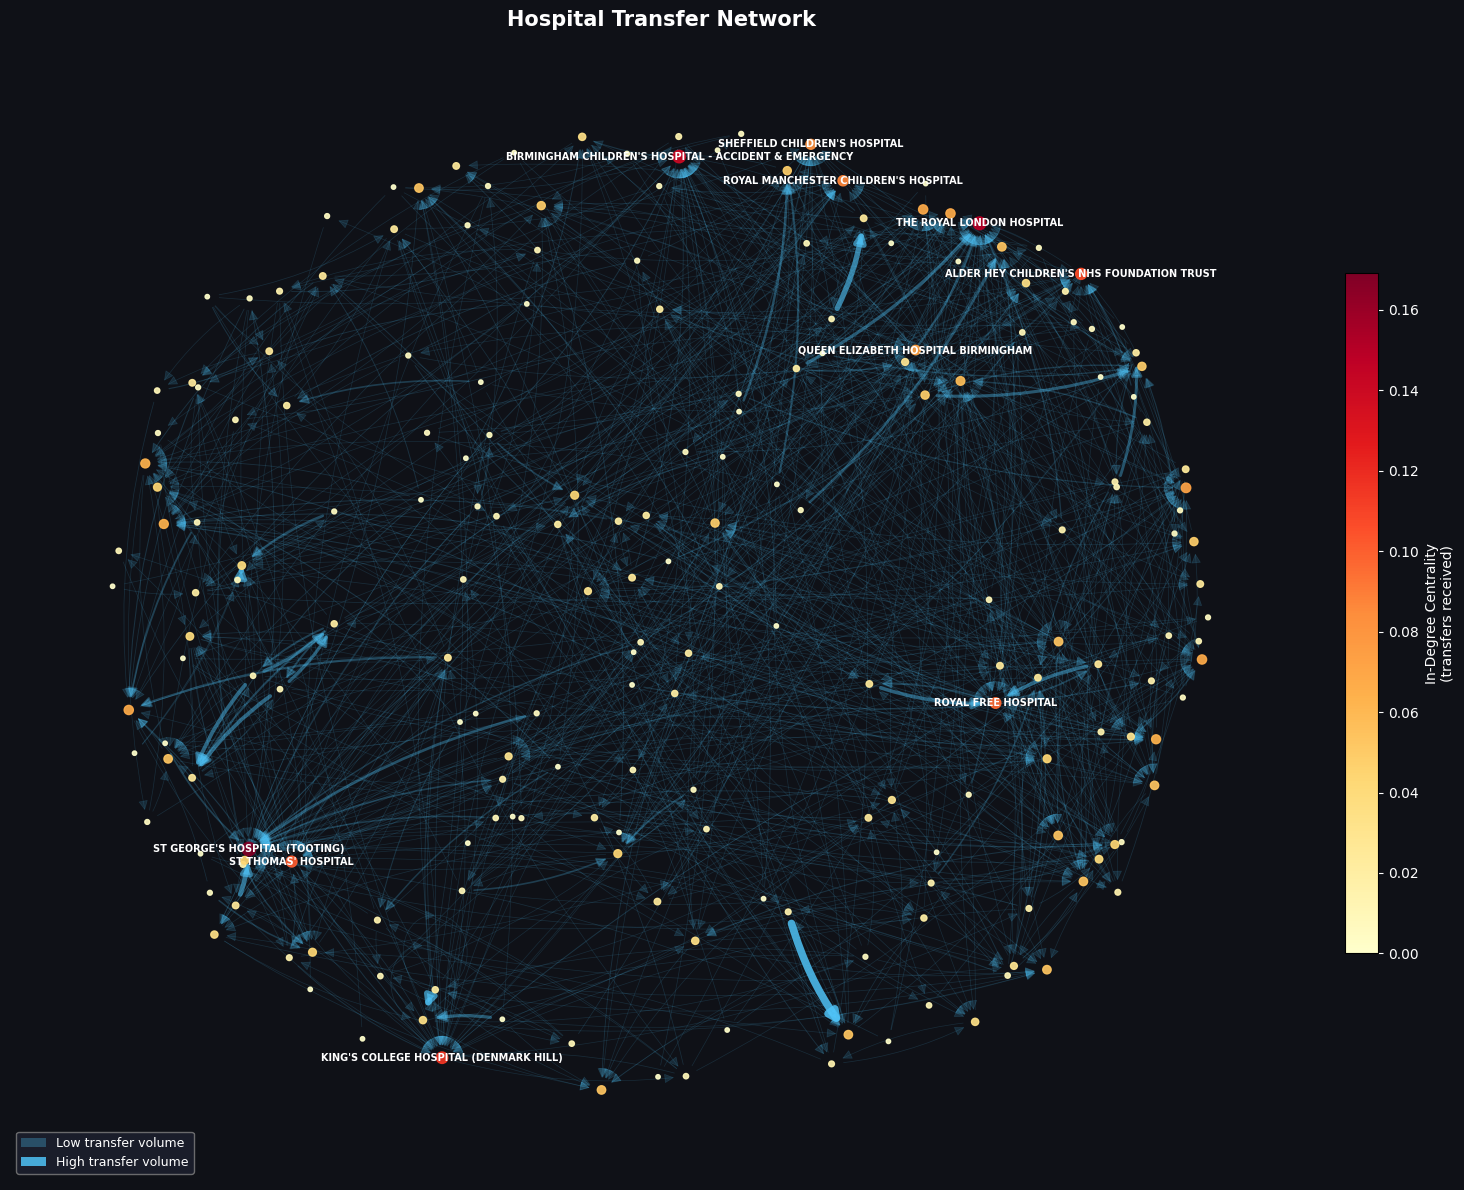 Hospital Transfer Network
SHEFFIELD CHILDREN'S HOSPITAL
BIRMINGHAM CHILDREN'S HOSPITAL - ACCIDENT & EMERGENCY
ROYAL MANCHESTER CHILDREN'S HOSPITAL
THE ROYAL LONDON HOSPITAL
ALDER HEY CHILDREN'S NHS FOUNDATION TRUST
QUEEN ELIZABETH HOSPITAL BIRMINGHAM
ROYAL FREE HOSPITAL
ST GEORGE'S HOSPITAL (TOOTING)
ST THOMAS' HOSPITAL
KING'S COLLEGE HOSPITAL (DENMARK HILL)
0.16
0.14
0.12
0.10
0.08
0.06
0.04
0.02
0.00
In-Degree Centrality
(transfers received)
Low transfer volume
High transfer volume